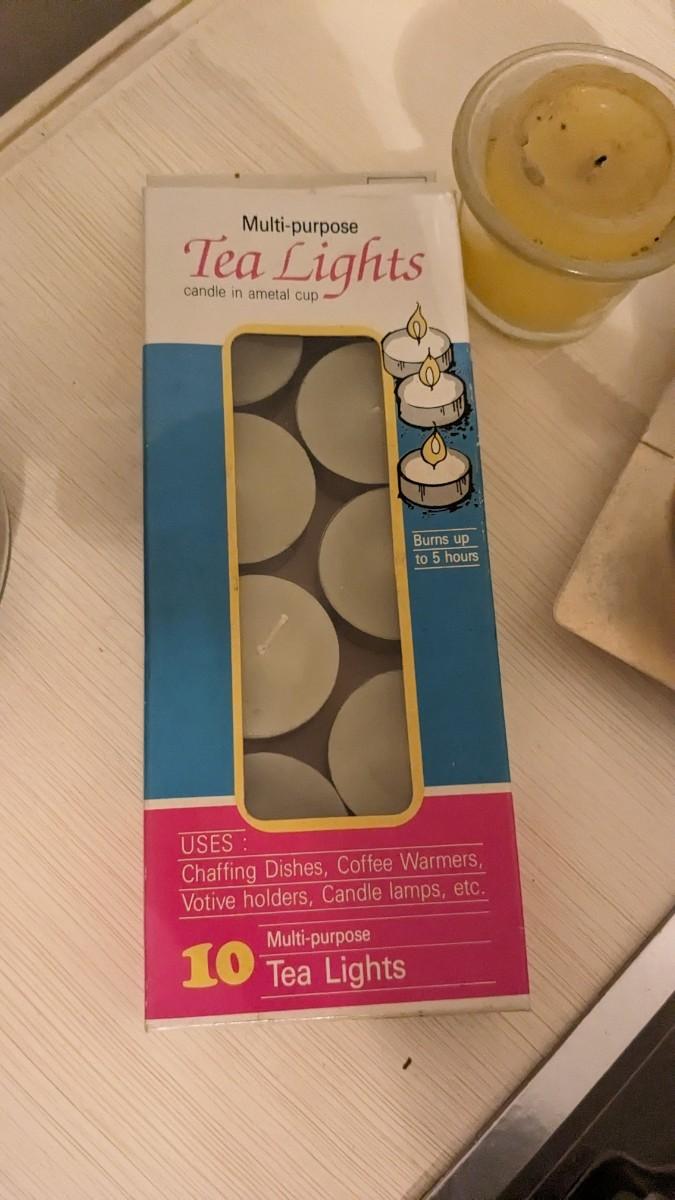 Multi-purpose
Tea Lights
candle in ametal cup
Burns up
to 5 hours
USES :
Chaffing Dishes, Coffee Warmers,
Votive holders, Candle lamps, etc.
10
Multi-purpose
Tea Lights